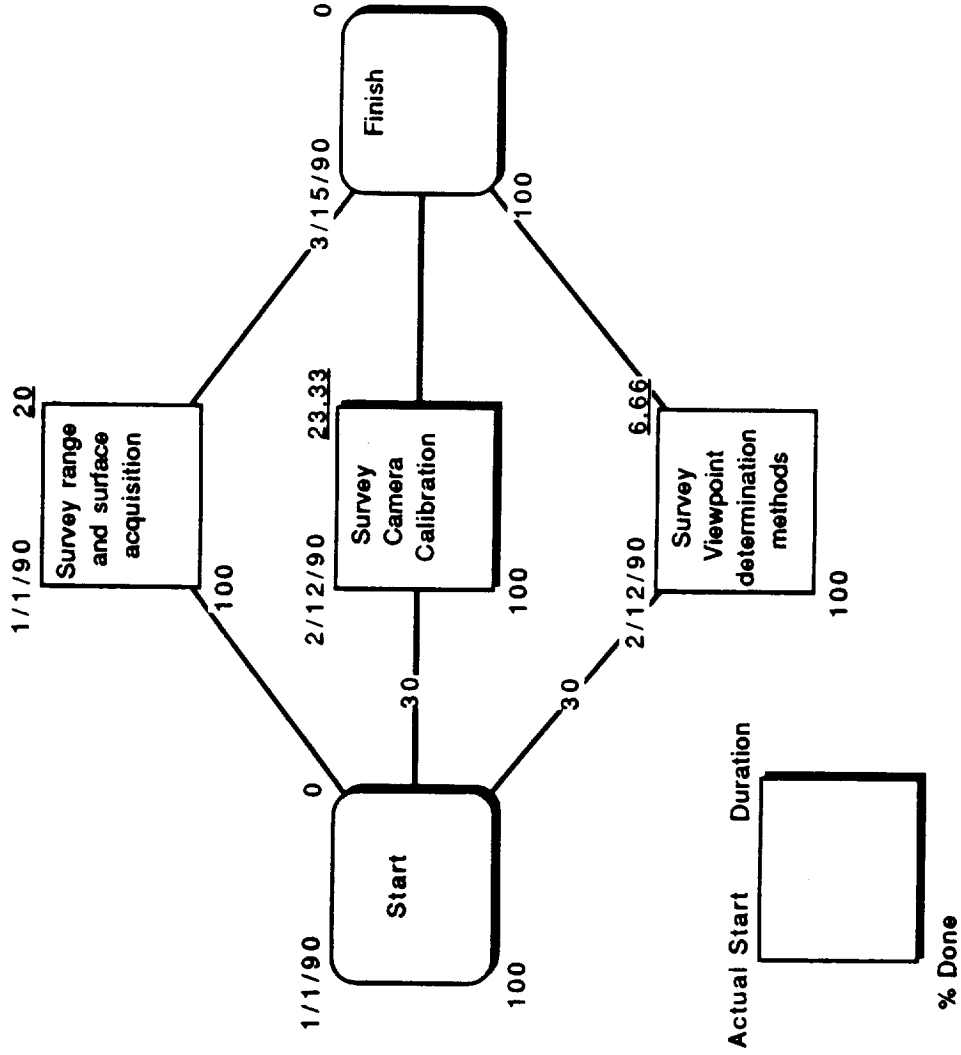 1/1/90
20
Survey range
and surface
acquisition
100
1/1/90
0
Start
100
30
2/12/90
23.33
Survey
Camera
Calibration
100
3/15/90
0
Finish
100
30
2/12/90
6.66
Survey
Viewpoint
determination
methods
100
Actual Start
Duration
% Done